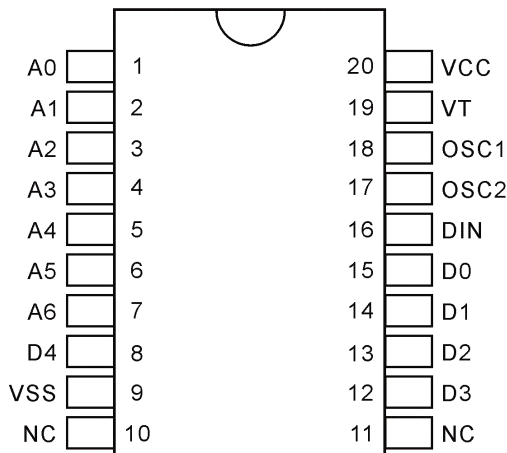 A0 1 20 VCC
A1 2 19 VT
A2 3 18 OSC1
A3 4 17 OSC2
A4 5 16 DIN
A5 6 15 D0
A6 7 14 D1
D4 8 13 D2
VSS 9 12 D3
NC 10 11 NC